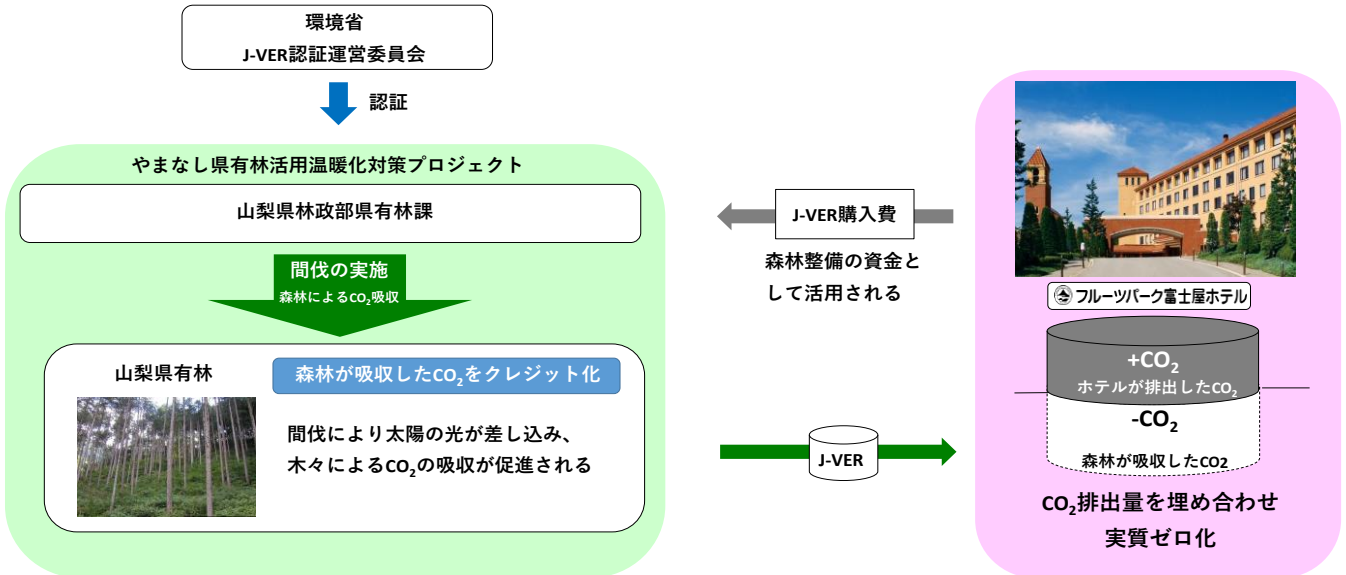 環境省
J-VER認証運営委員会
認証
やまなし県有林活用温暖化対策プロジェクト
山梨県林政部県有林課
間伐の実施
森林によるCO₂吸収
山梨県有林
森林が吸収したCO₂をクレジット化
間伐により太陽の光が差し込み、
木々によるCO₂の吸収が促進される
J-VER購入費
森林整備の資金と
して活用される
J-VER
フルーツパーク富士屋ホテル
+CO₂
ホテルが排出したCO₂
-CO₂
森林が吸収したCO2
CO₂排出量を埋め合わせ
実質ゼロ化